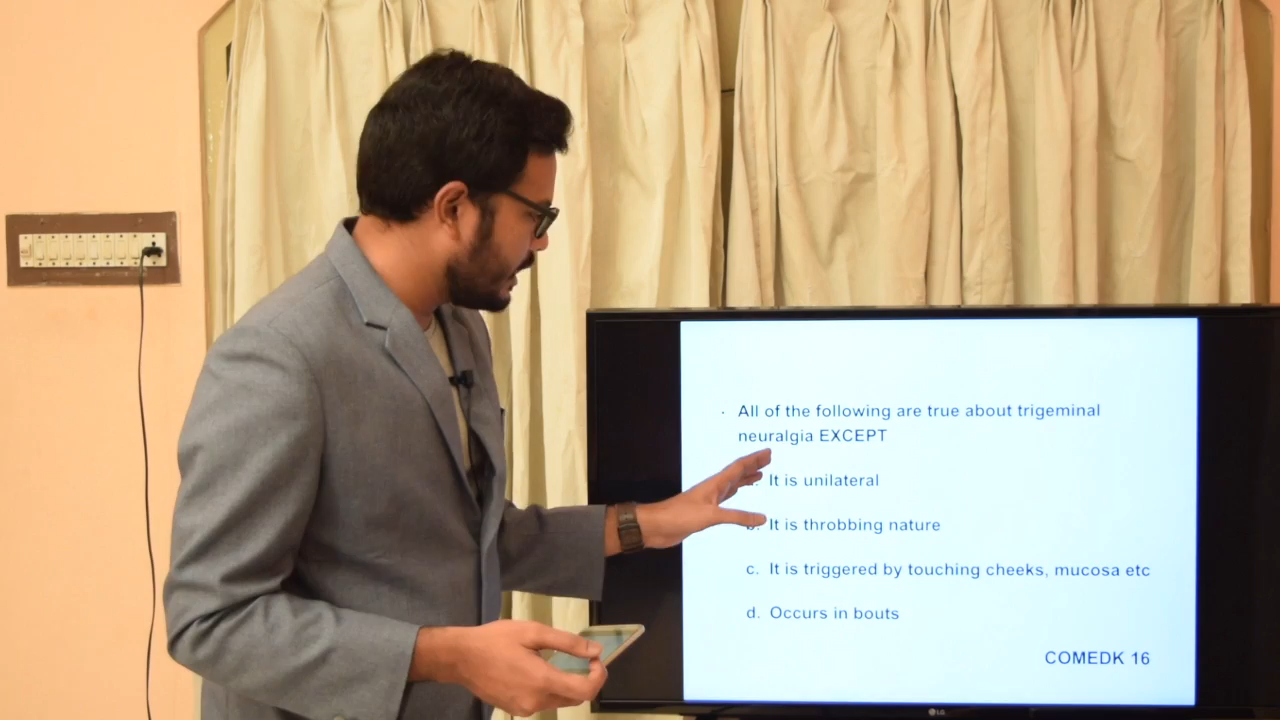 · All of the following are true about trigeminal
neuralgia EXCEPT
a. It is unilateral
b. It is throbbing nature
c. It is triggered by touching cheeks, mucosa etc
d. Occurs in bouts
COMEDK 16
LG